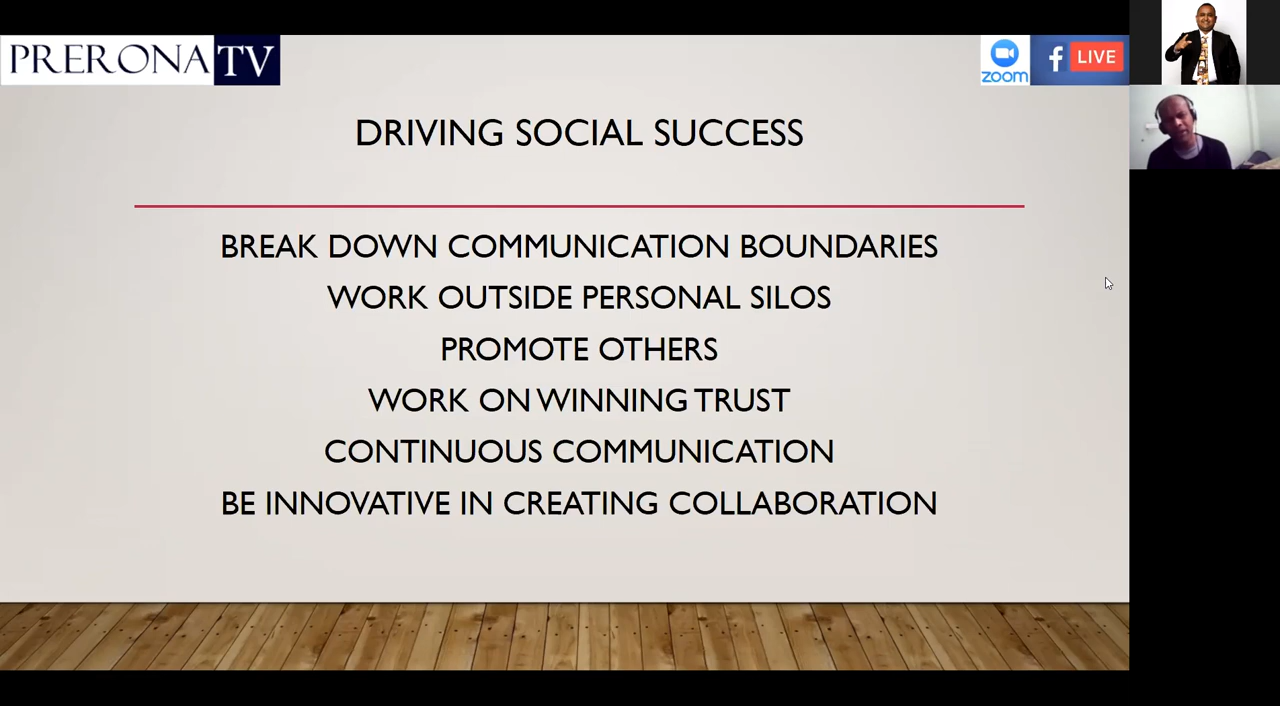 PRERONA TV
zoom
f LIVE
DRIVING SOCIAL SUCCESS
BREAK DOWN COMMUNICATION BOUNDARIES
WORK OUTSIDE PERSONAL SILOS
PROMOTE OTHERS
WORK ON WINNING TRUST
CONTINUOUS COMMUNICATION
BE INNOVATIVE IN CREATING COLLABORATION